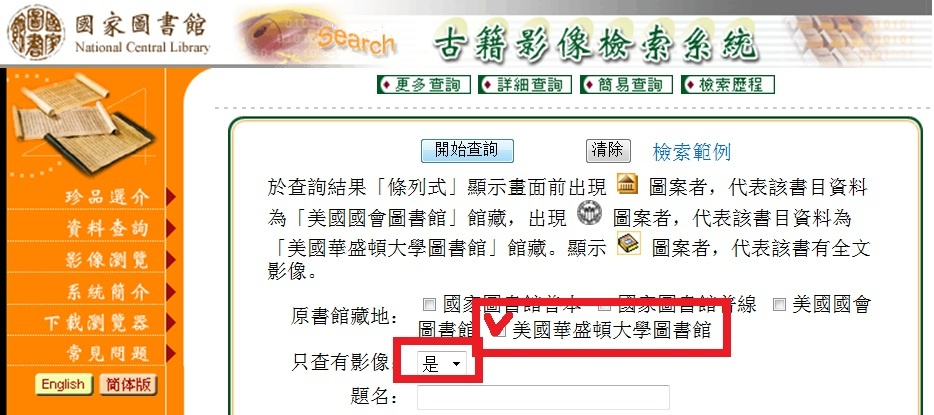 國家圖書館
National Central Library
Search
古籍影像檢索系統
更多查詢 詳細查詢 簡易查詢 檢索歷程
珍品選介
資料查詢
影像瀏覽
系統簡介
下載瀏覽器
常見問題
English 简体版
開始查詢 清除 檢索範例
於查詢結果「條列式」顯示畫面前出現 圖案者，代表該書目資料
為「美國國會圖書館」館藏，出現 圖案者，代表該書目資料為
「美國華盛頓大學圖書館」館藏。顯示 圖案者，代表該書有全文
影像。
原書館藏地： 國家圖書館善本 國家圖書館普線 美國國會
圖書館 美國華盛頓大學圖書館
只查有影像： 是
題名：